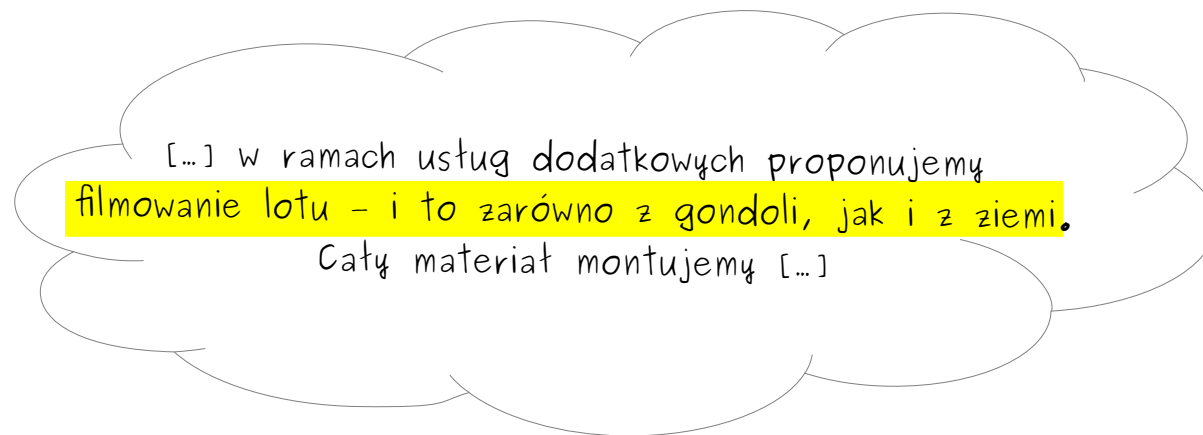 [...] w ramach usług dodatkowych proponujemy
filmowanie lotu – i to zarówno z gondoli, jak i z ziemi.
Cały materiał montujemy [...]